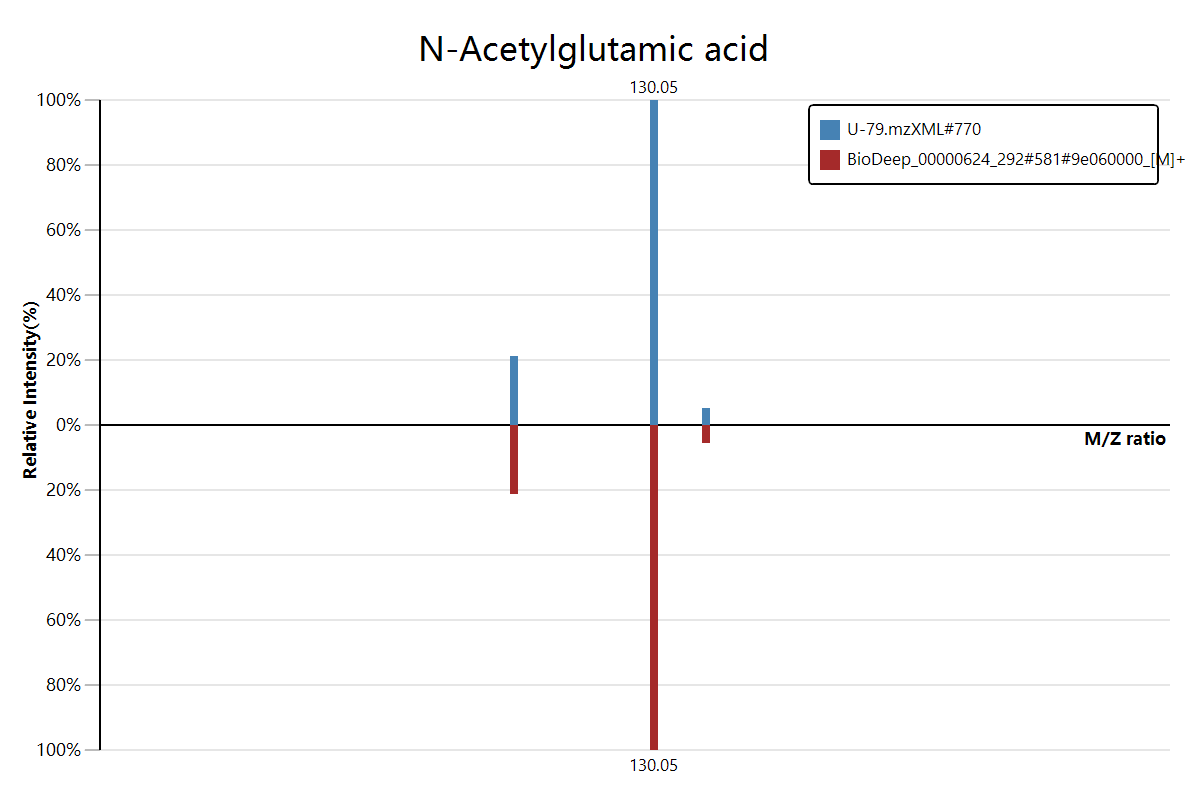 N-Acetylglutamic acid
130.05
100%
U-79.mzXML#770
BioDeep_00000624_292#581#9e060000_[M]+
80%
60%
40%
20%
0%
M/Z ratio
Relative Intensity(%)
20%
40%
60%
80%
100%
130.05